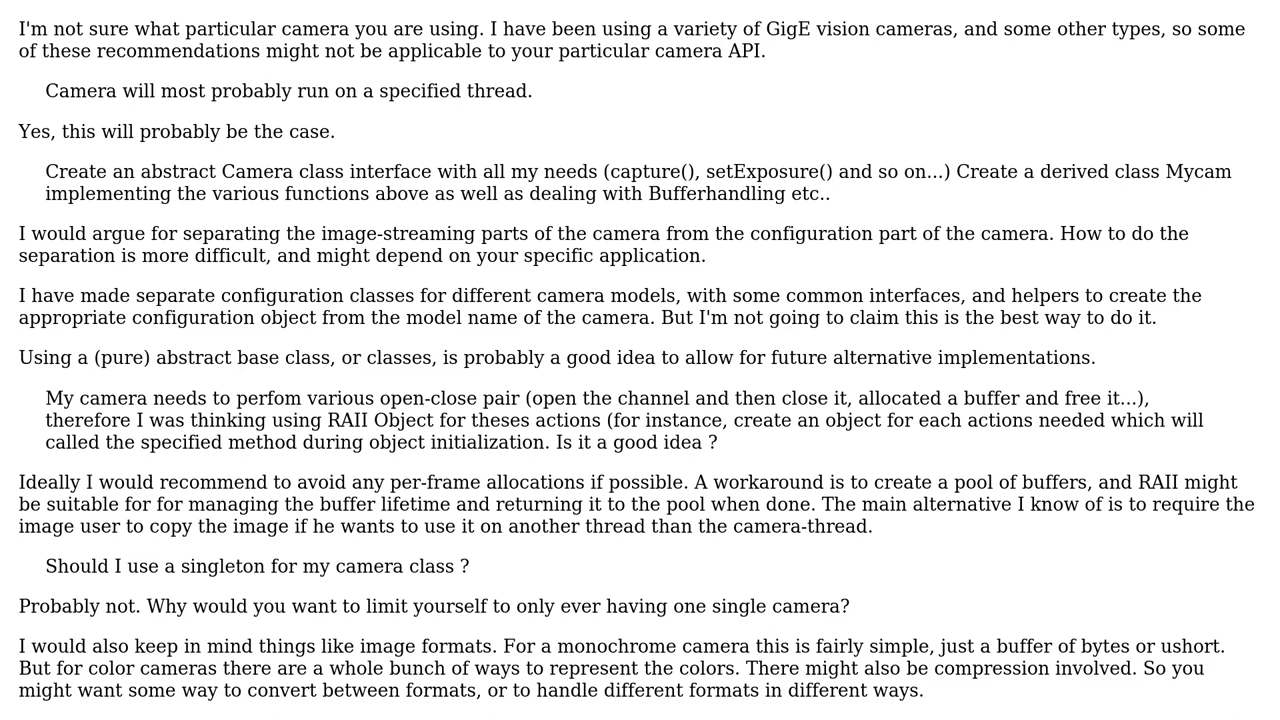 I'm not sure what particular camera you are using. I have been using a variety of GigE vision cameras, and some other types, so some
of these recommendations might not be applicable to your particular camera API.
Camera will most probably run on a specified thread.
Yes, this will probably be the case.
Create an abstract Camera class interface with all my needs (capture(), setExposure() and so on...) Create a derived class Mycam
implementing the various functions above as well as dealing with Bufferhandling etc..
I would argue for separating the image-streaming parts of the camera from the configuration part of the camera. How to do the
separation is more difficult, and might depend on your specific application.
I have made separate configuration classes for different camera models, with some common interfaces, and helpers to create the
appropriate configuration object from the model name of the camera. But I'm not going to claim this is the best way to do it.
Using a (pure) abstract base class, or classes, is probably a good idea to allow for future alternative implementations.
My camera needs to perfom various open-close pair (open the channel and then close it, allocated a buffer and free it...),
therefore I was thinking using RAII Object for theses actions (for instance, create an object for each actions needed which will
called the specified method during object initialization. Is it a good idea ?
Ideally I would recommend to avoid any per-frame allocations if possible. A workaround is to create a pool of buffers, and RAII might
be suitable for for managing the buffer lifetime and returning it to the pool when done. The main alternative I know of is to require the
image user to copy the image if he wants to use it on another thread than the camera-thread.
Should I use a singleton for my camera class ?
Probably not. Why would you want to limit yourself to only ever having one single camera?
I would also keep in mind things like image formats. For a monochrome camera this is fairly simple, just a buffer of bytes or ushort.
But for color cameras there are a whole bunch of ways to represent the colors. There might also be compression involved. So you
might want some way to convert between formats, or to handle different formats in different ways.